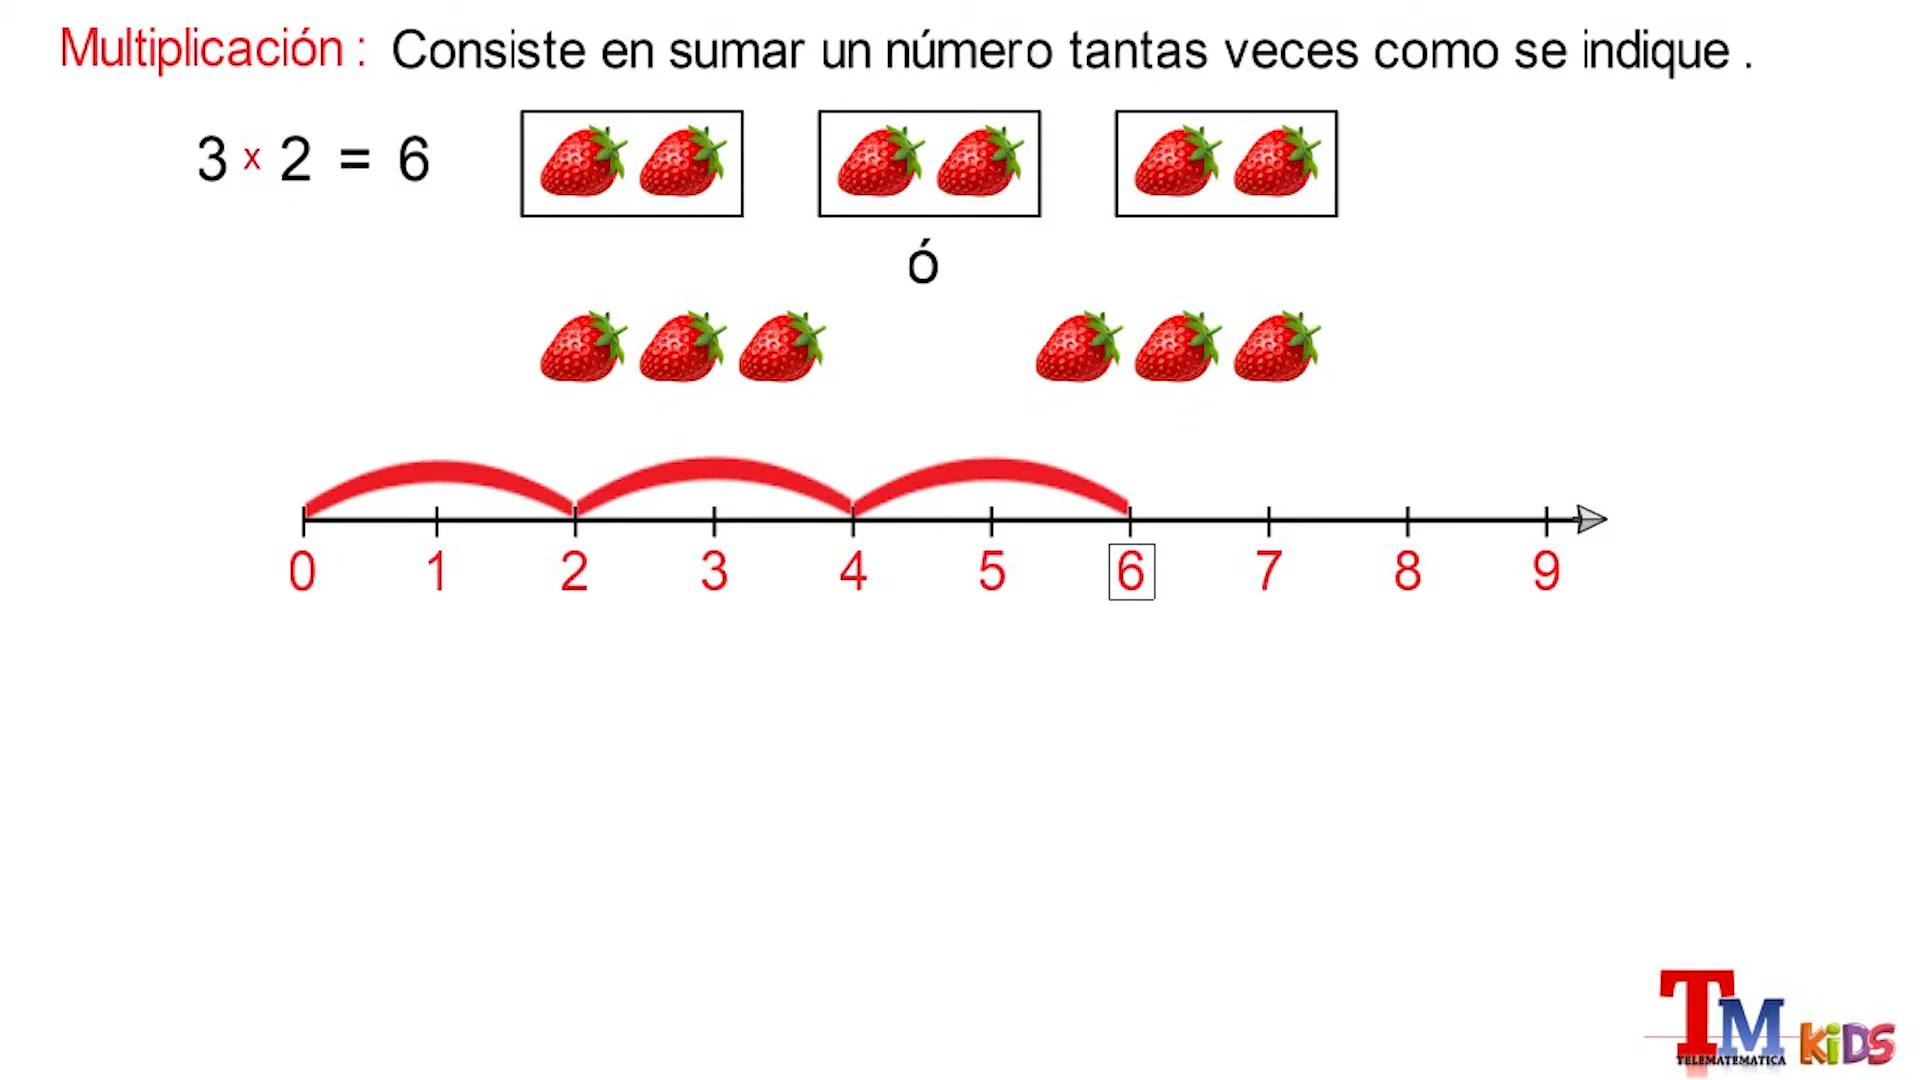 Multiplicación : Consiste en sumar un número tantas veces como se indique .
3 x 2 = 6
ó
0 1 2 3 4 5 6 7 8 9
TM KiDS
TELEMATEMATICA